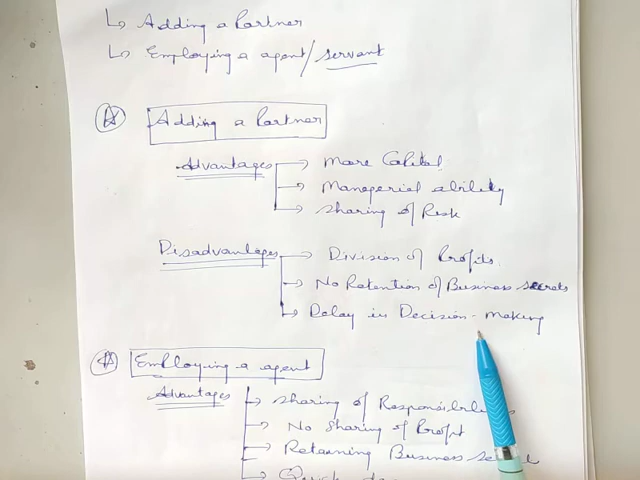 ↳ Adding a Partner
↳ Employing a agent/servant
Adding a Partner
Advantages → More Capital
→ Managerial ability
→ Sharing of Risk
Disadvantages → Division of Profits.
→ No Retention of Business secrets
→ Delay in Decision-Making
Employing a agent
Advantages → Sharing of
→ No Sharing of Profit
→ Retaining Business
→ Quick